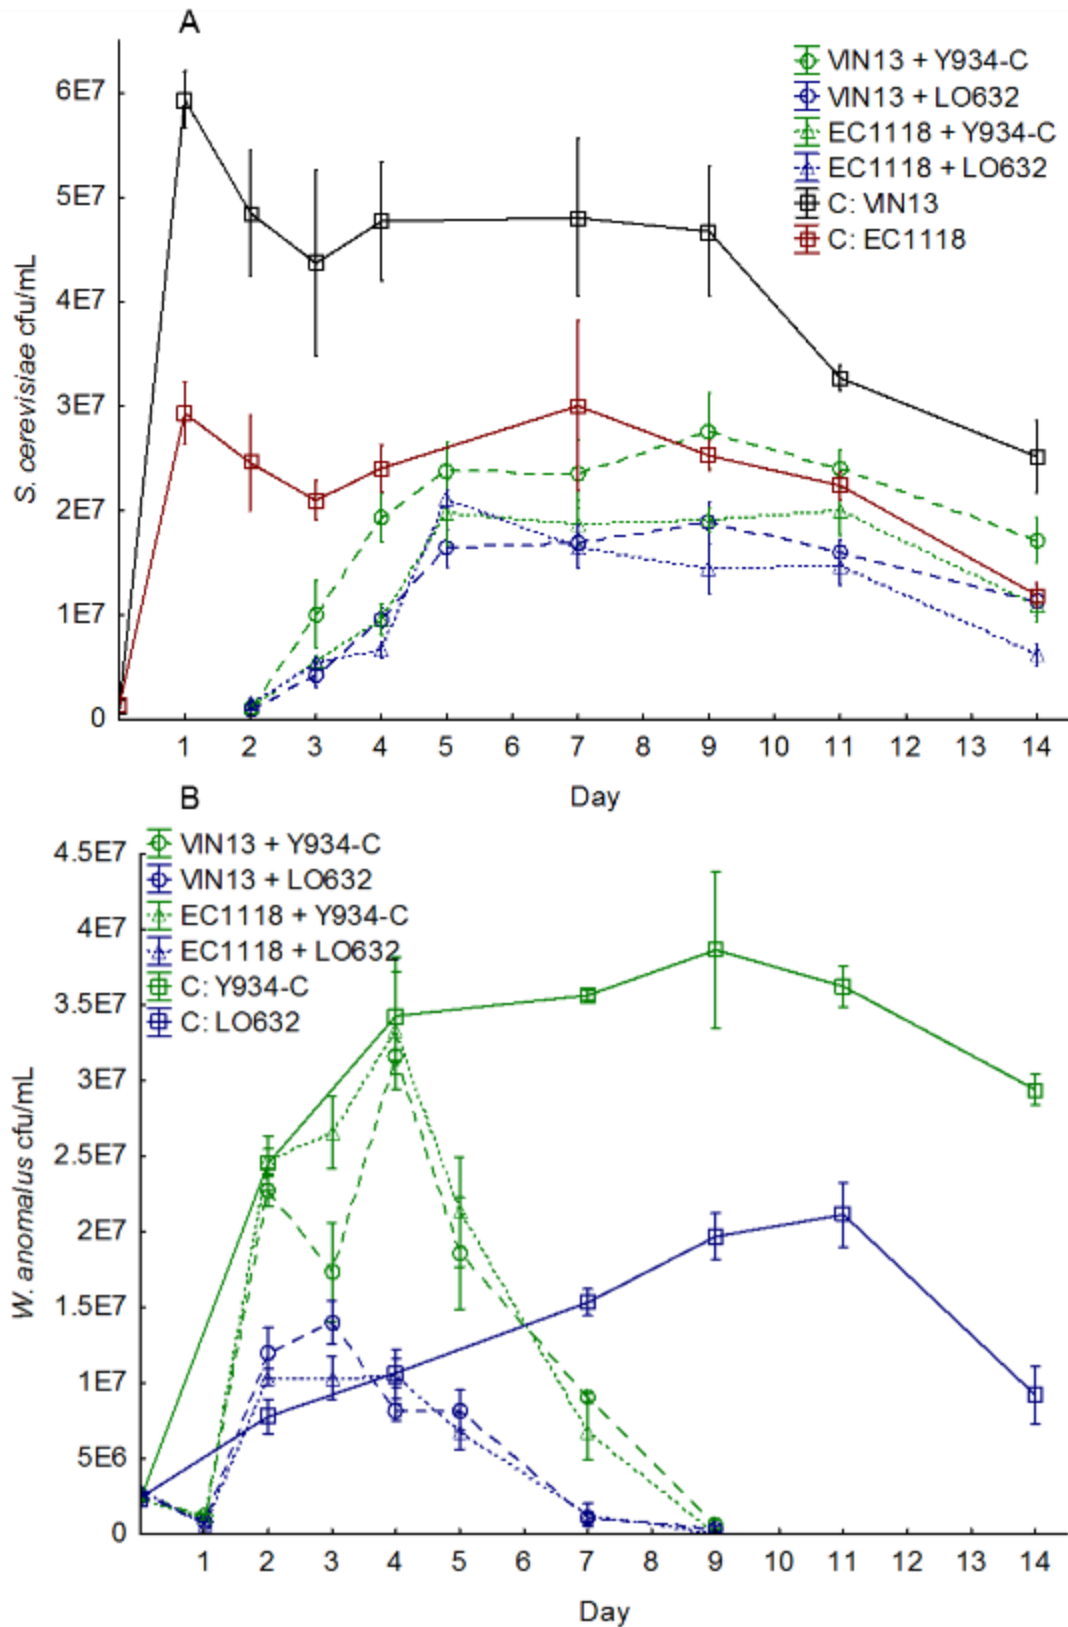 A
VIN13 + Y934-C
VIN13 + LO632
EC1118 + Y934-C
EC1118 + LO632
C: VIN13
C: EC1118
S. cerevisiae cfu/mL
6E7
5E7
4E7
3E7
2E7
1E7
0
1 2 3 4 5 6 7 8 9 10 11 12 13 14
Day
B
VIN13 + Y934-C
VIN13 + LO632
EC1118 + Y934-C
EC1118 + LO632
C: Y934-C
C: LO632
W. anomalus cfu/mL
4.5E7
4E7
3.5E7
3E7
2.5E7
2E7
1.5E7
1E7
5E6
0
1 2 3 4 5 6 7 8 9 10 11 12 13 14
Day